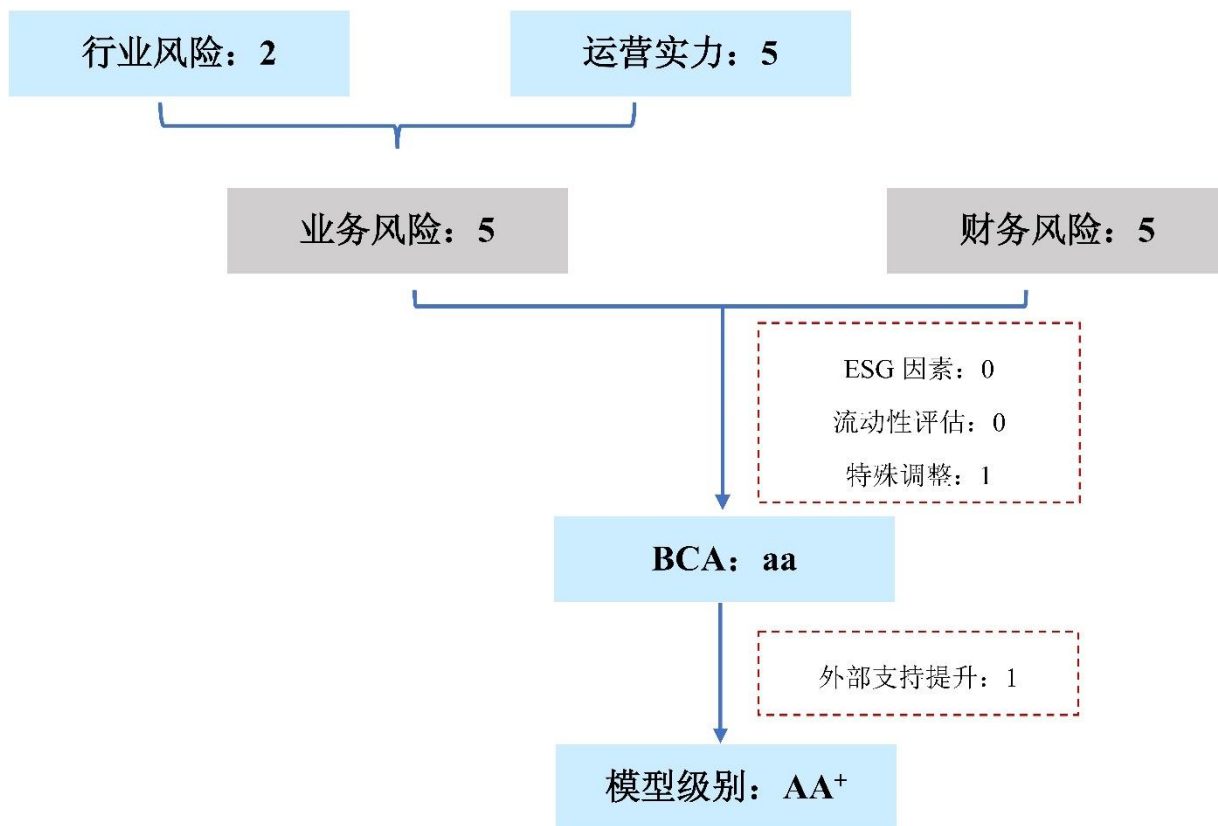 行业风险：2
运营实力：5
业务风险：5
财务风险：5
ESG 因素：0
流动性评估：0
特殊调整：1
BCA：aa
外部支持提升：1
模型级别：AA⁺